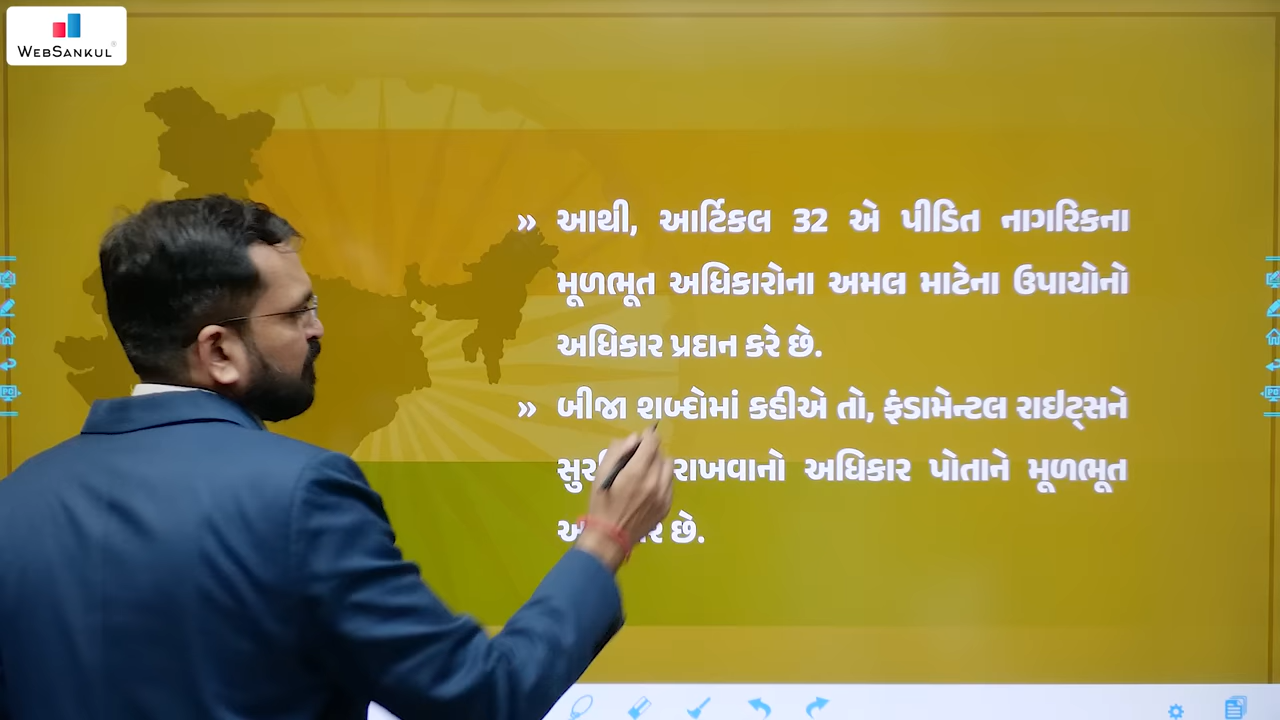 WEBSANKUL
» આથી, આર્ટિકલ 32 એ પીડિત નાગરિકના
મૂળભૂત અધિકારોના અમલ માટેના ઉપાયોનો
અધિકાર પ્રદાન કરે છે.
» બીજા શબ્દોમાં કહીએ તો, ફંડામેન્ટલ રાઇટ્સને
રાખવાનો અધિકાર પોતાને મૂળભૂત
છે.